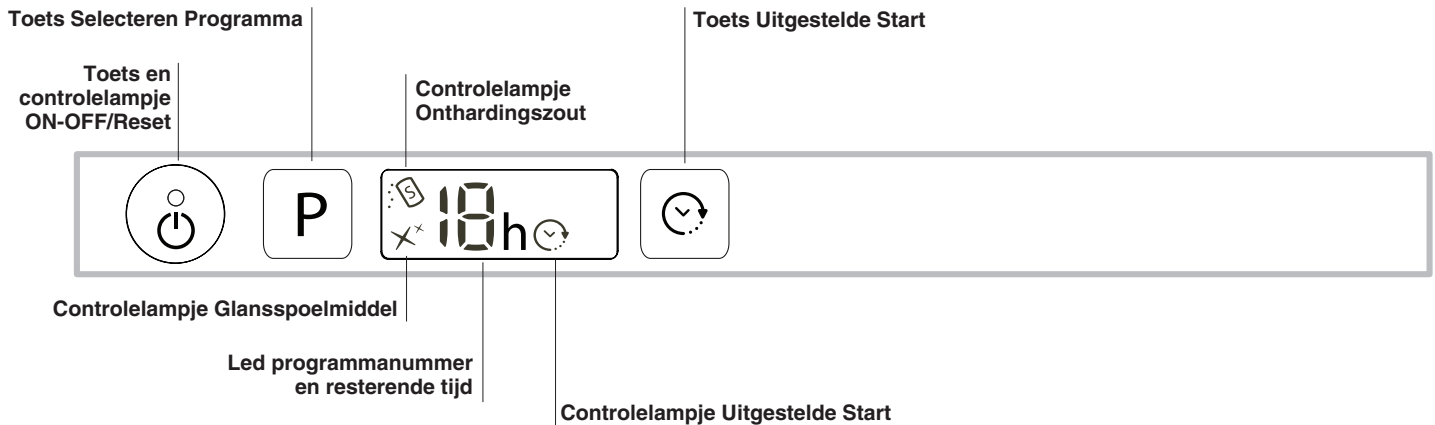 Toets Selecteren Programma
Toets Uitgestelde Start
Toets en
controlelampje
ON-OFF/Reset
Controlelampje
Onthardingszout
P
S
18h
Controlelampje Glansspoelmiddel
Led programmanummer
en resterende tijd
Controlelampje Uitgestelde Start